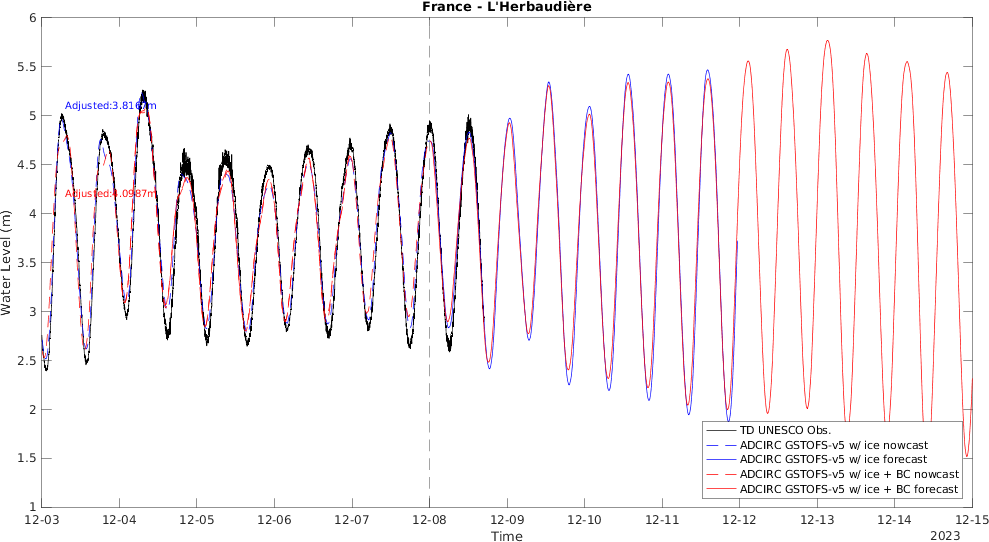 France - L'Herbaudière
Water Level (m)
6
5.5
5
4.5
4
3.5
3
2.5
2
1.5
1
Adjusted:3.8167m
Adjusted:4.0987m
TD UNESCO Obs.
ADCIRC GSTOFS-v5 w/ ice nowcast
ADCIRC GSTOFS-v5 w/ ice forecast
ADCIRC GSTOFS-v5 w/ ice + BC nowcast
ADCIRC GSTOFS-v5 w/ ice + BC forecast
12-03 12-04 12-05 12-06 12-07 12-08 12-09 12-10 12-11 12-12 12-13 12-14 12-15
Time
2023